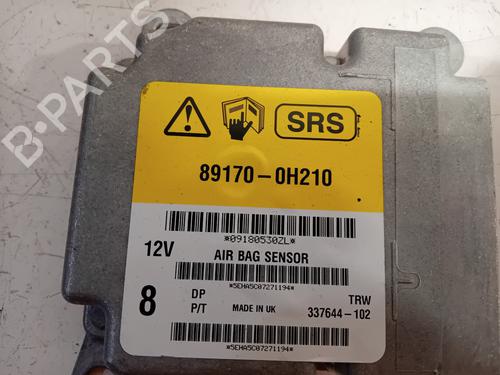 B-PARTS
SRS
89170-0H210
*09180530ZL*
12V AIR BAG SENSOR
*5EHA5C07271194*
8 DP TRW
P/T MADE IN UK 337644-102
*5EHA5C07271194*